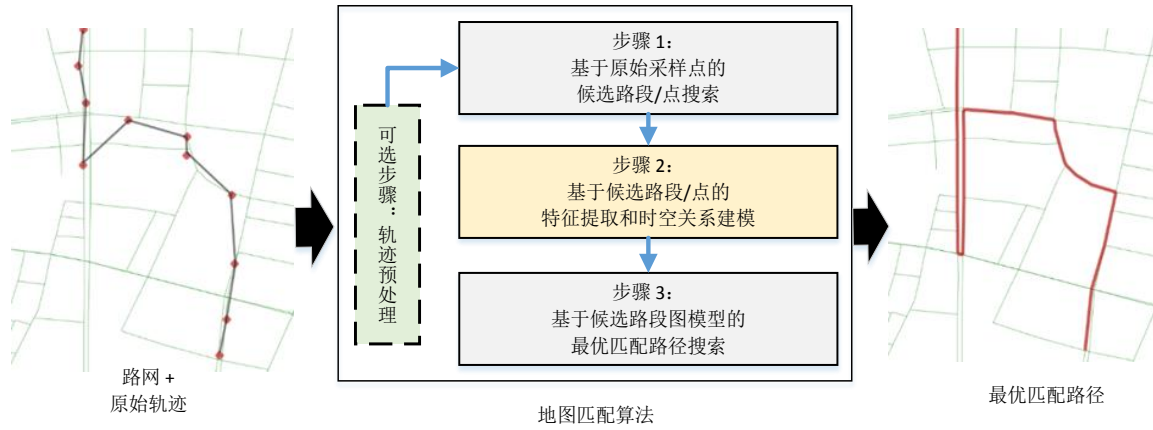 步骤 1：
基于原始采样点的
候选路段/点搜索
可选步骤：轨迹预处理
步骤 2：
基于候选路段/点的
特征提取和时空关系建模
步骤 3：
基于候选路段图模型的
最优匹配路径搜索
路网 +
原始轨迹
地图匹配算法
最优匹配路径